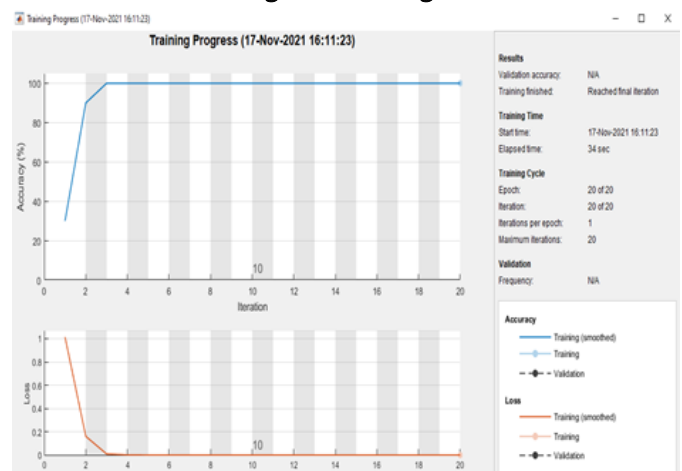 Training Progress (17-Nov-2021 16:11:23)
Training Progress (17-Nov-2021 16:11:23)
Accuracy (%)
100
80
60
40
20
0
10
0 2 4 6 8 10 12 14 16 18 20
Iteration
Loss
1
0.8
0.6
0.4
0.2
0
10
0 2 4 6 8 10 12 14 16 18 20
Results
Validation accuracy: N/A
Training finished: Reached final iteration
Training Time
Start time: 17-Nov-2021 16:11:23
Elapsed time: 34 sec
Training Cycle
Epoch: 20 of 20
Iteration: 20 of 20
Iterations per epoch: 1
Maximum iterations: 20
Validation
Frequency: N/A
Accuracy
Training (smoothed)
Training
Validation
Loss
Training (smoothed)
Training
Validation